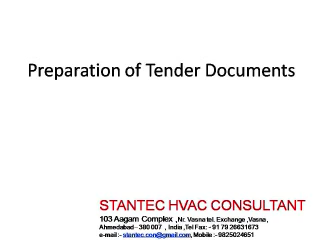 Preparation of Tender Documents
STANTEC HVAC CONSULTANT
103 Aagam Complex ,Nr. Vasna tel. Exchange ,Vasna,
Ahmedabad – 380 007 , India ,Tel Fax: - 91 79 26631673
e-mail :- stantec.con@gmail.com, Mobile :- 9825024651